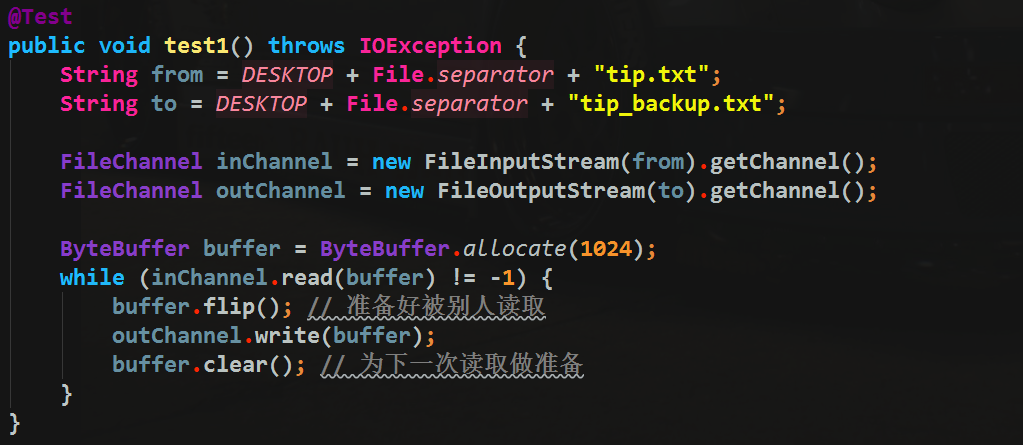 @Test
public void test1() throws IOException {
    String from = DESKTOP + File.separator + "tip.txt";
    String to = DESKTOP + File.separator + "tip_backup.txt";
    FileChannel inChannel = new FileInputStream(from).getChannel();
    FileChannel outChannel = new FileOutputStream(to).getChannel();
    ByteBuffer buffer = ByteBuffer.allocate(1024);
    while (inChannel.read(buffer) != -1) {
        buffer.flip(); // 准备好被别人读取
        outChannel.write(buffer);
        buffer.clear(); // 为下一次读取做准备
    }
}